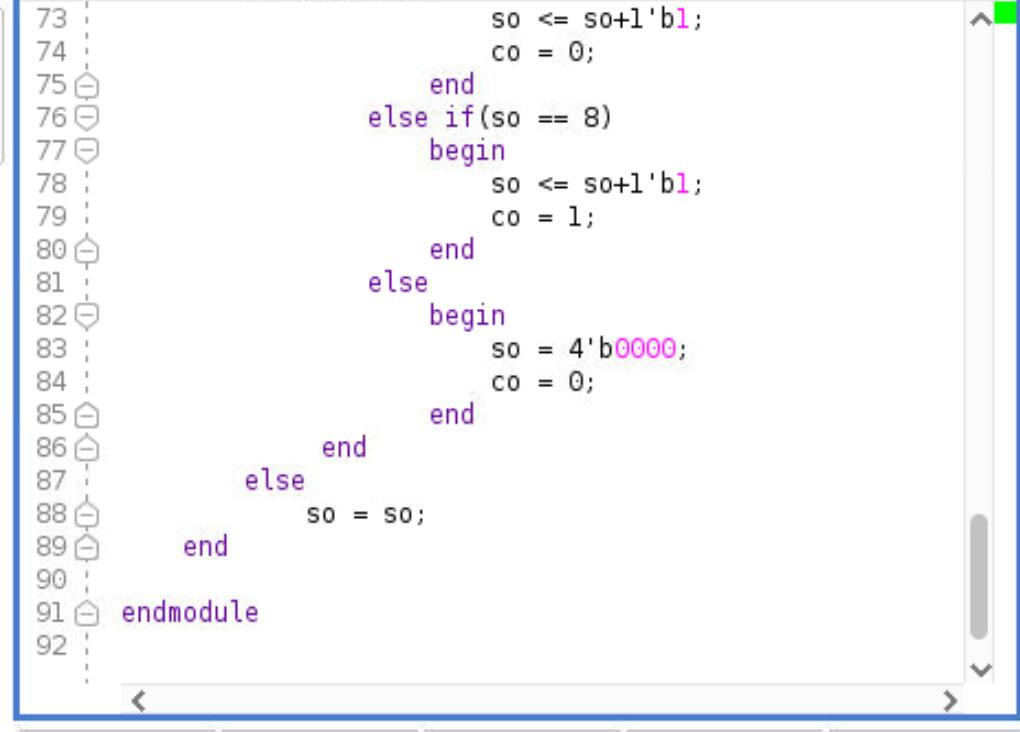 73 so <= so+1'b1;
74 co = 0;
75 end
76 else if(so == 8)
77 begin
78 so <= so+1'b1;
79 co = 1;
80 end
81 else
82 begin
83 so = 4'b0000;
84 co = 0;
85 end
86 end
87 else
88 so = so;
89 end
90
91 endmodule
92